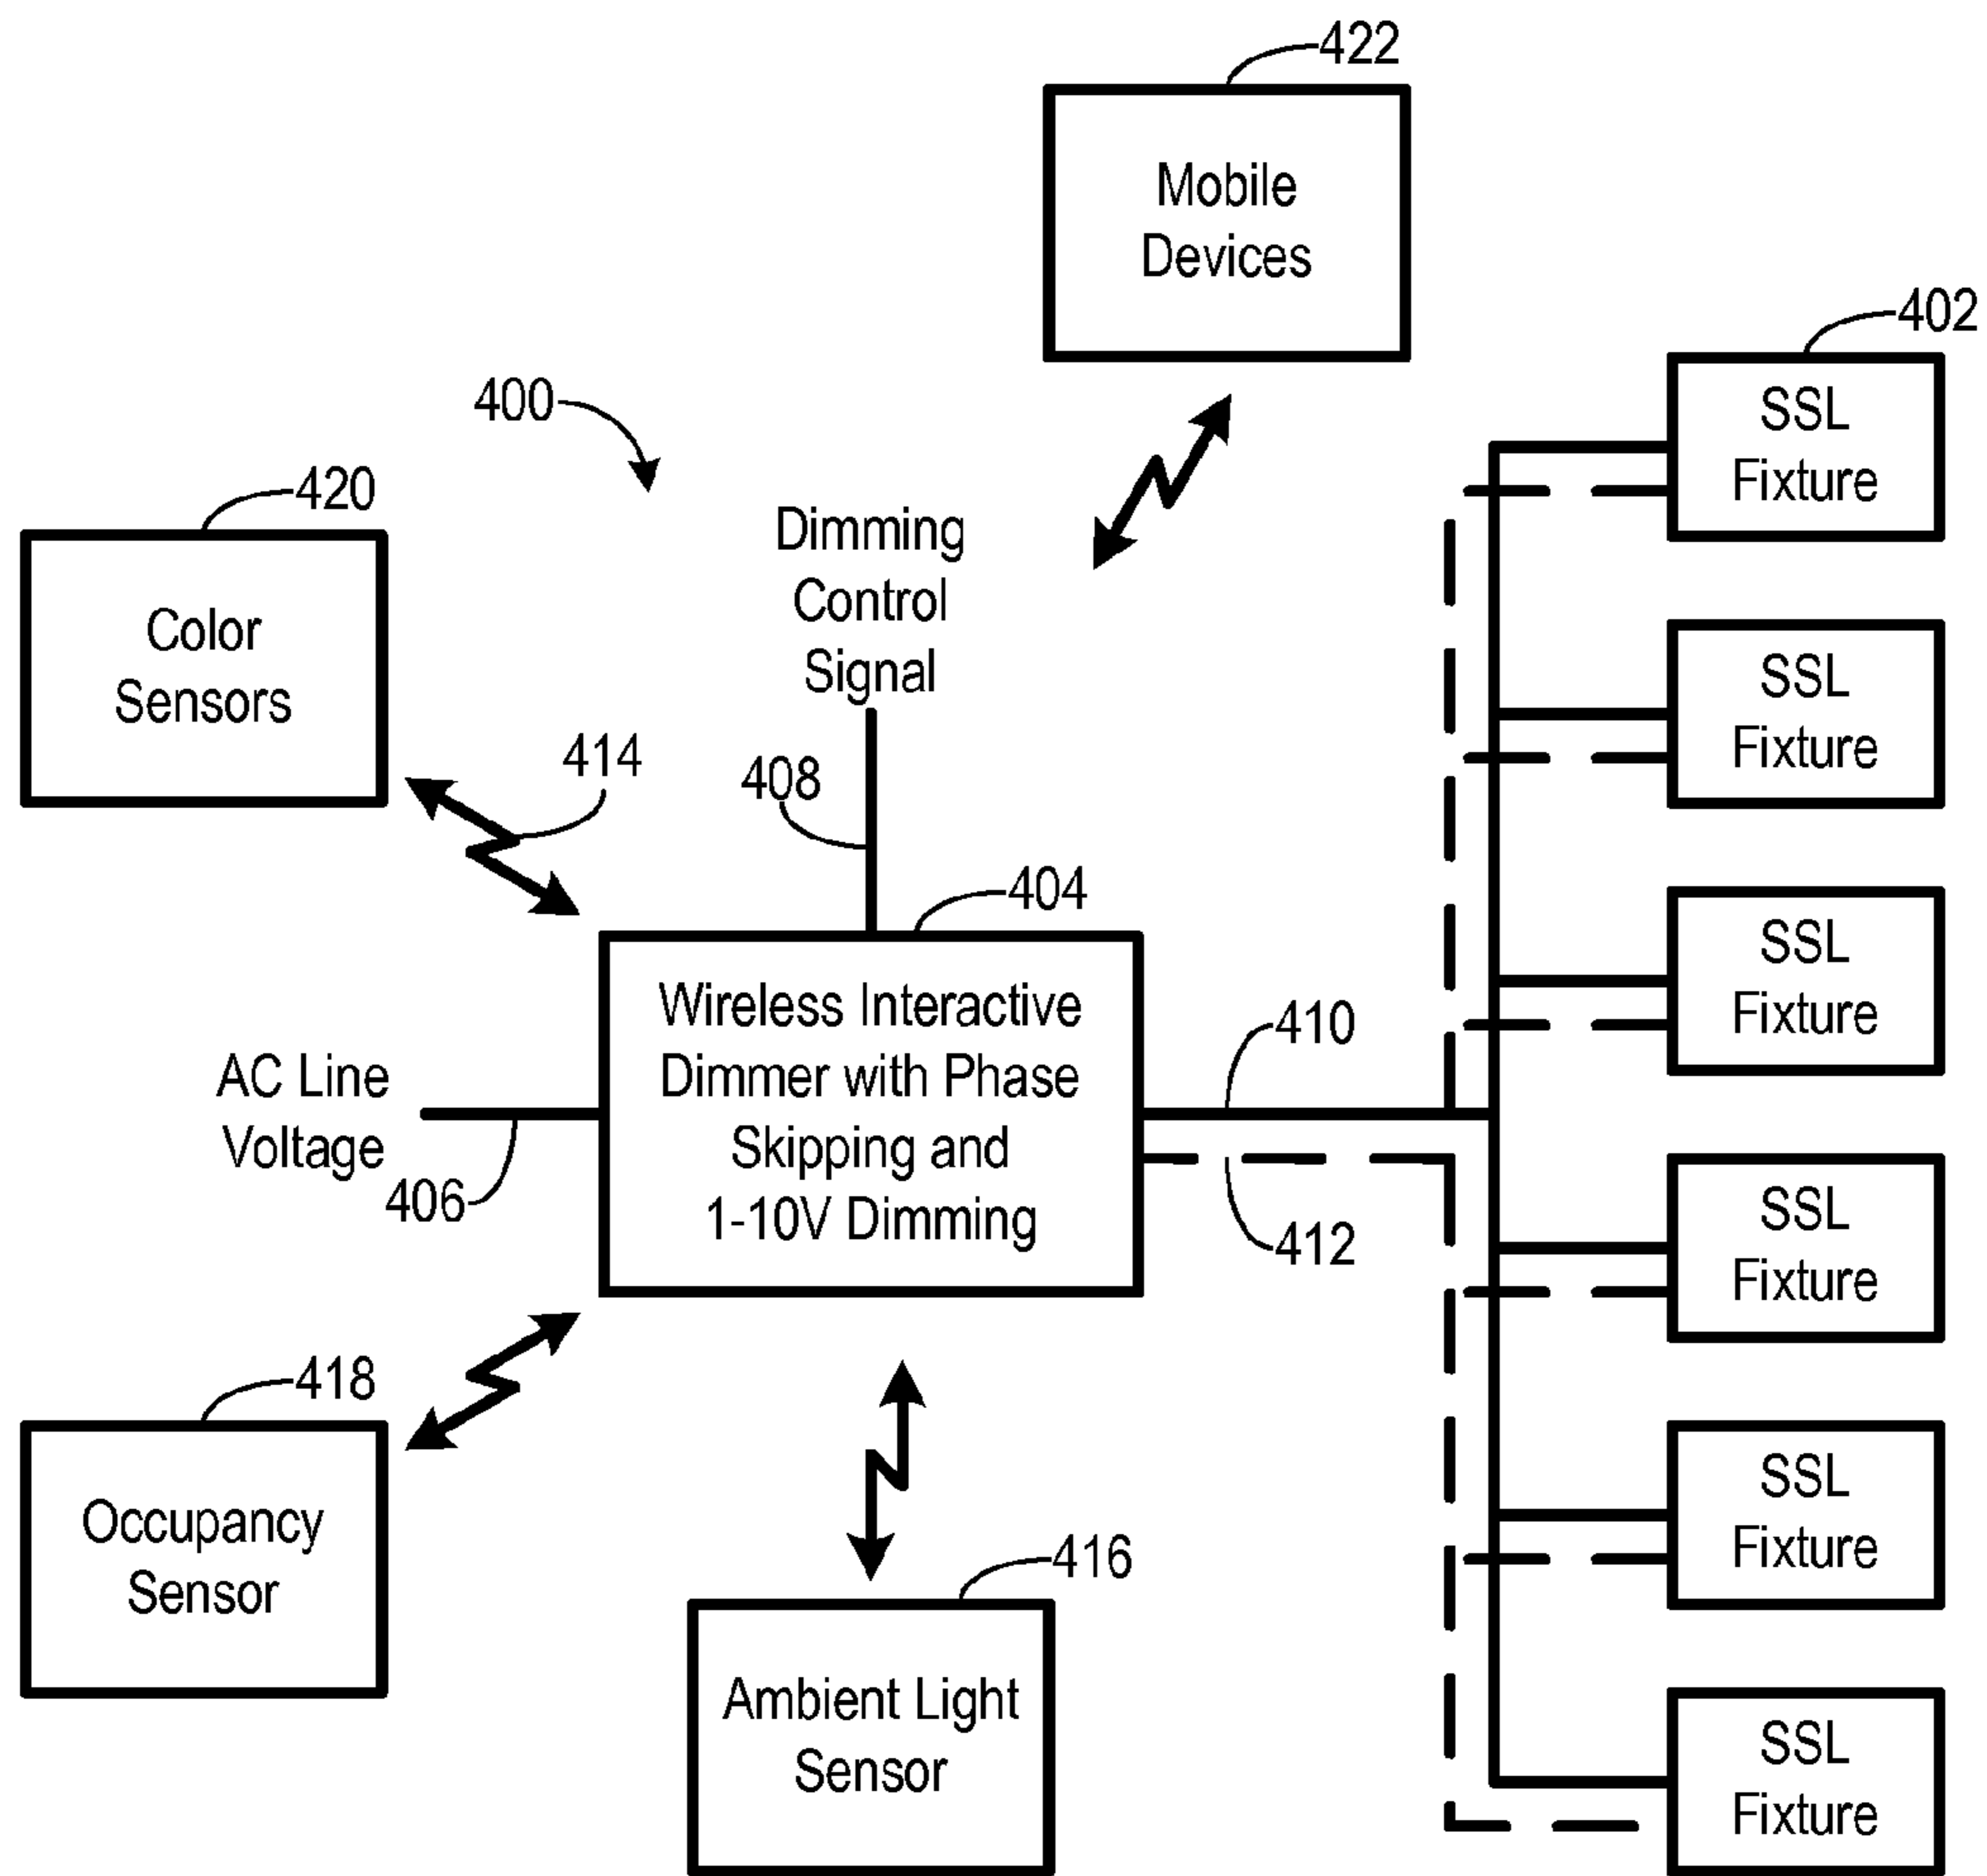 422
Mobile
Devices
402
SSL
Fixture
400
420
Color
Sensors
Dimming
Control
Signal
SSL
Fixture
414
408
404
SSL
Fixture
Wireless Interactive
Dimmer with Phase
Skipping and
1-10V Dimming
AC Line
Voltage
406
410
412
SSL
Fixture
418
Occupancy
Sensor
SSL
Fixture
416
Ambient Light
Sensor
SSL
Fixture